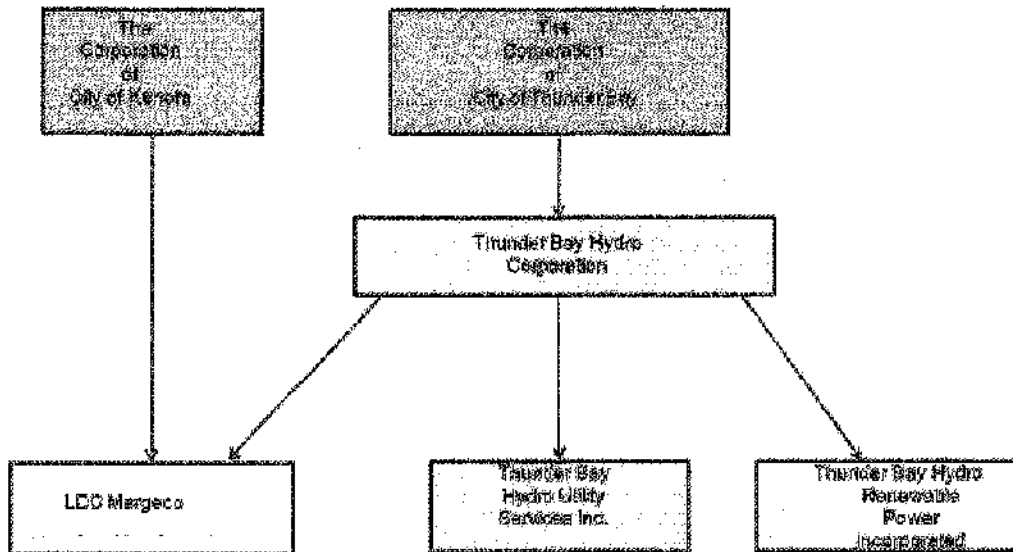 The
Corporation
of
City of Kenora
The
Corporation
of
City of Thunder Bay
Thunder Bay Hydro
Corporation
LDC Mergeco
Thunder Bay
Hydro Utility
Services Inc.
Thunder Bay Hydro
Renewable
Power
Incorporated